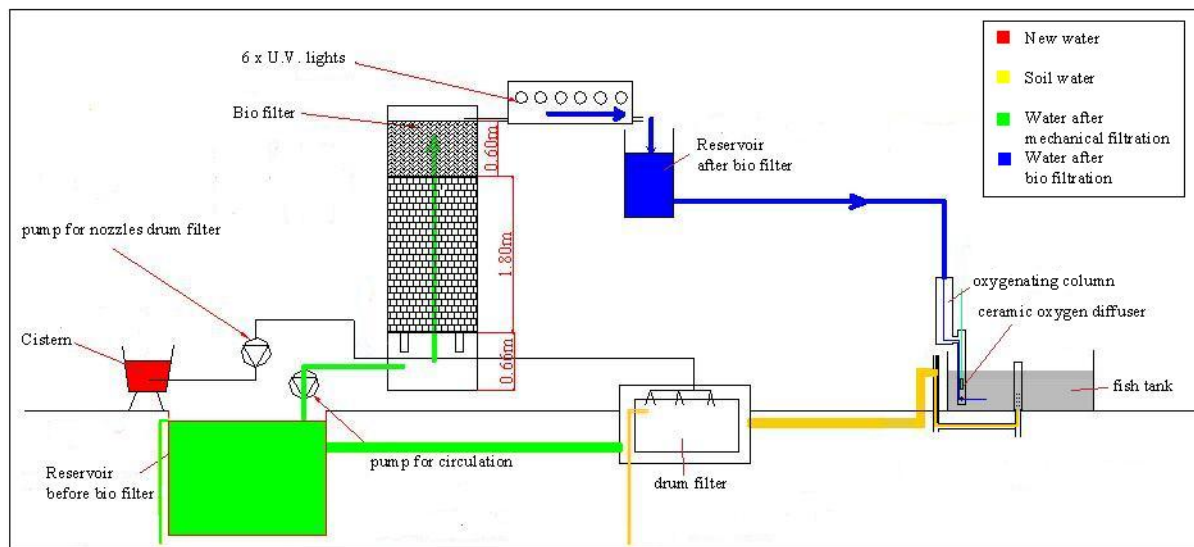 6 x U.V. lights
Bio filter
0.60m
1.80m
0.66m
Reservoir
after bio filter
New water
Soil water
Water after
mechanical filtration
Water after
bio filtration
pump for nozzles drum filter
Cistern
oxygenating column
ceramic oxygen diffuser
fish tank
Reservoir
before bio filter
pump for circulation
drum filter